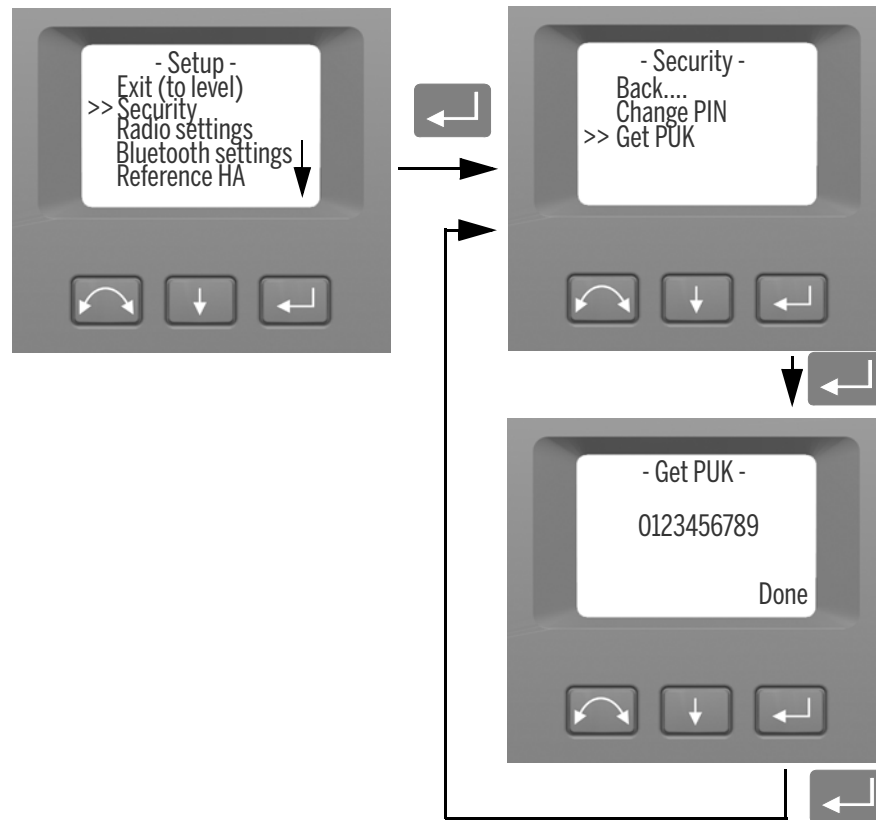 - Setup -
Exit (to level)
>> Security
Radio settings
Bluetooth settings
Reference HA
- Security -
Back....
Change PIN
>> Get PUK
- Get PUK -
0123456789
Done